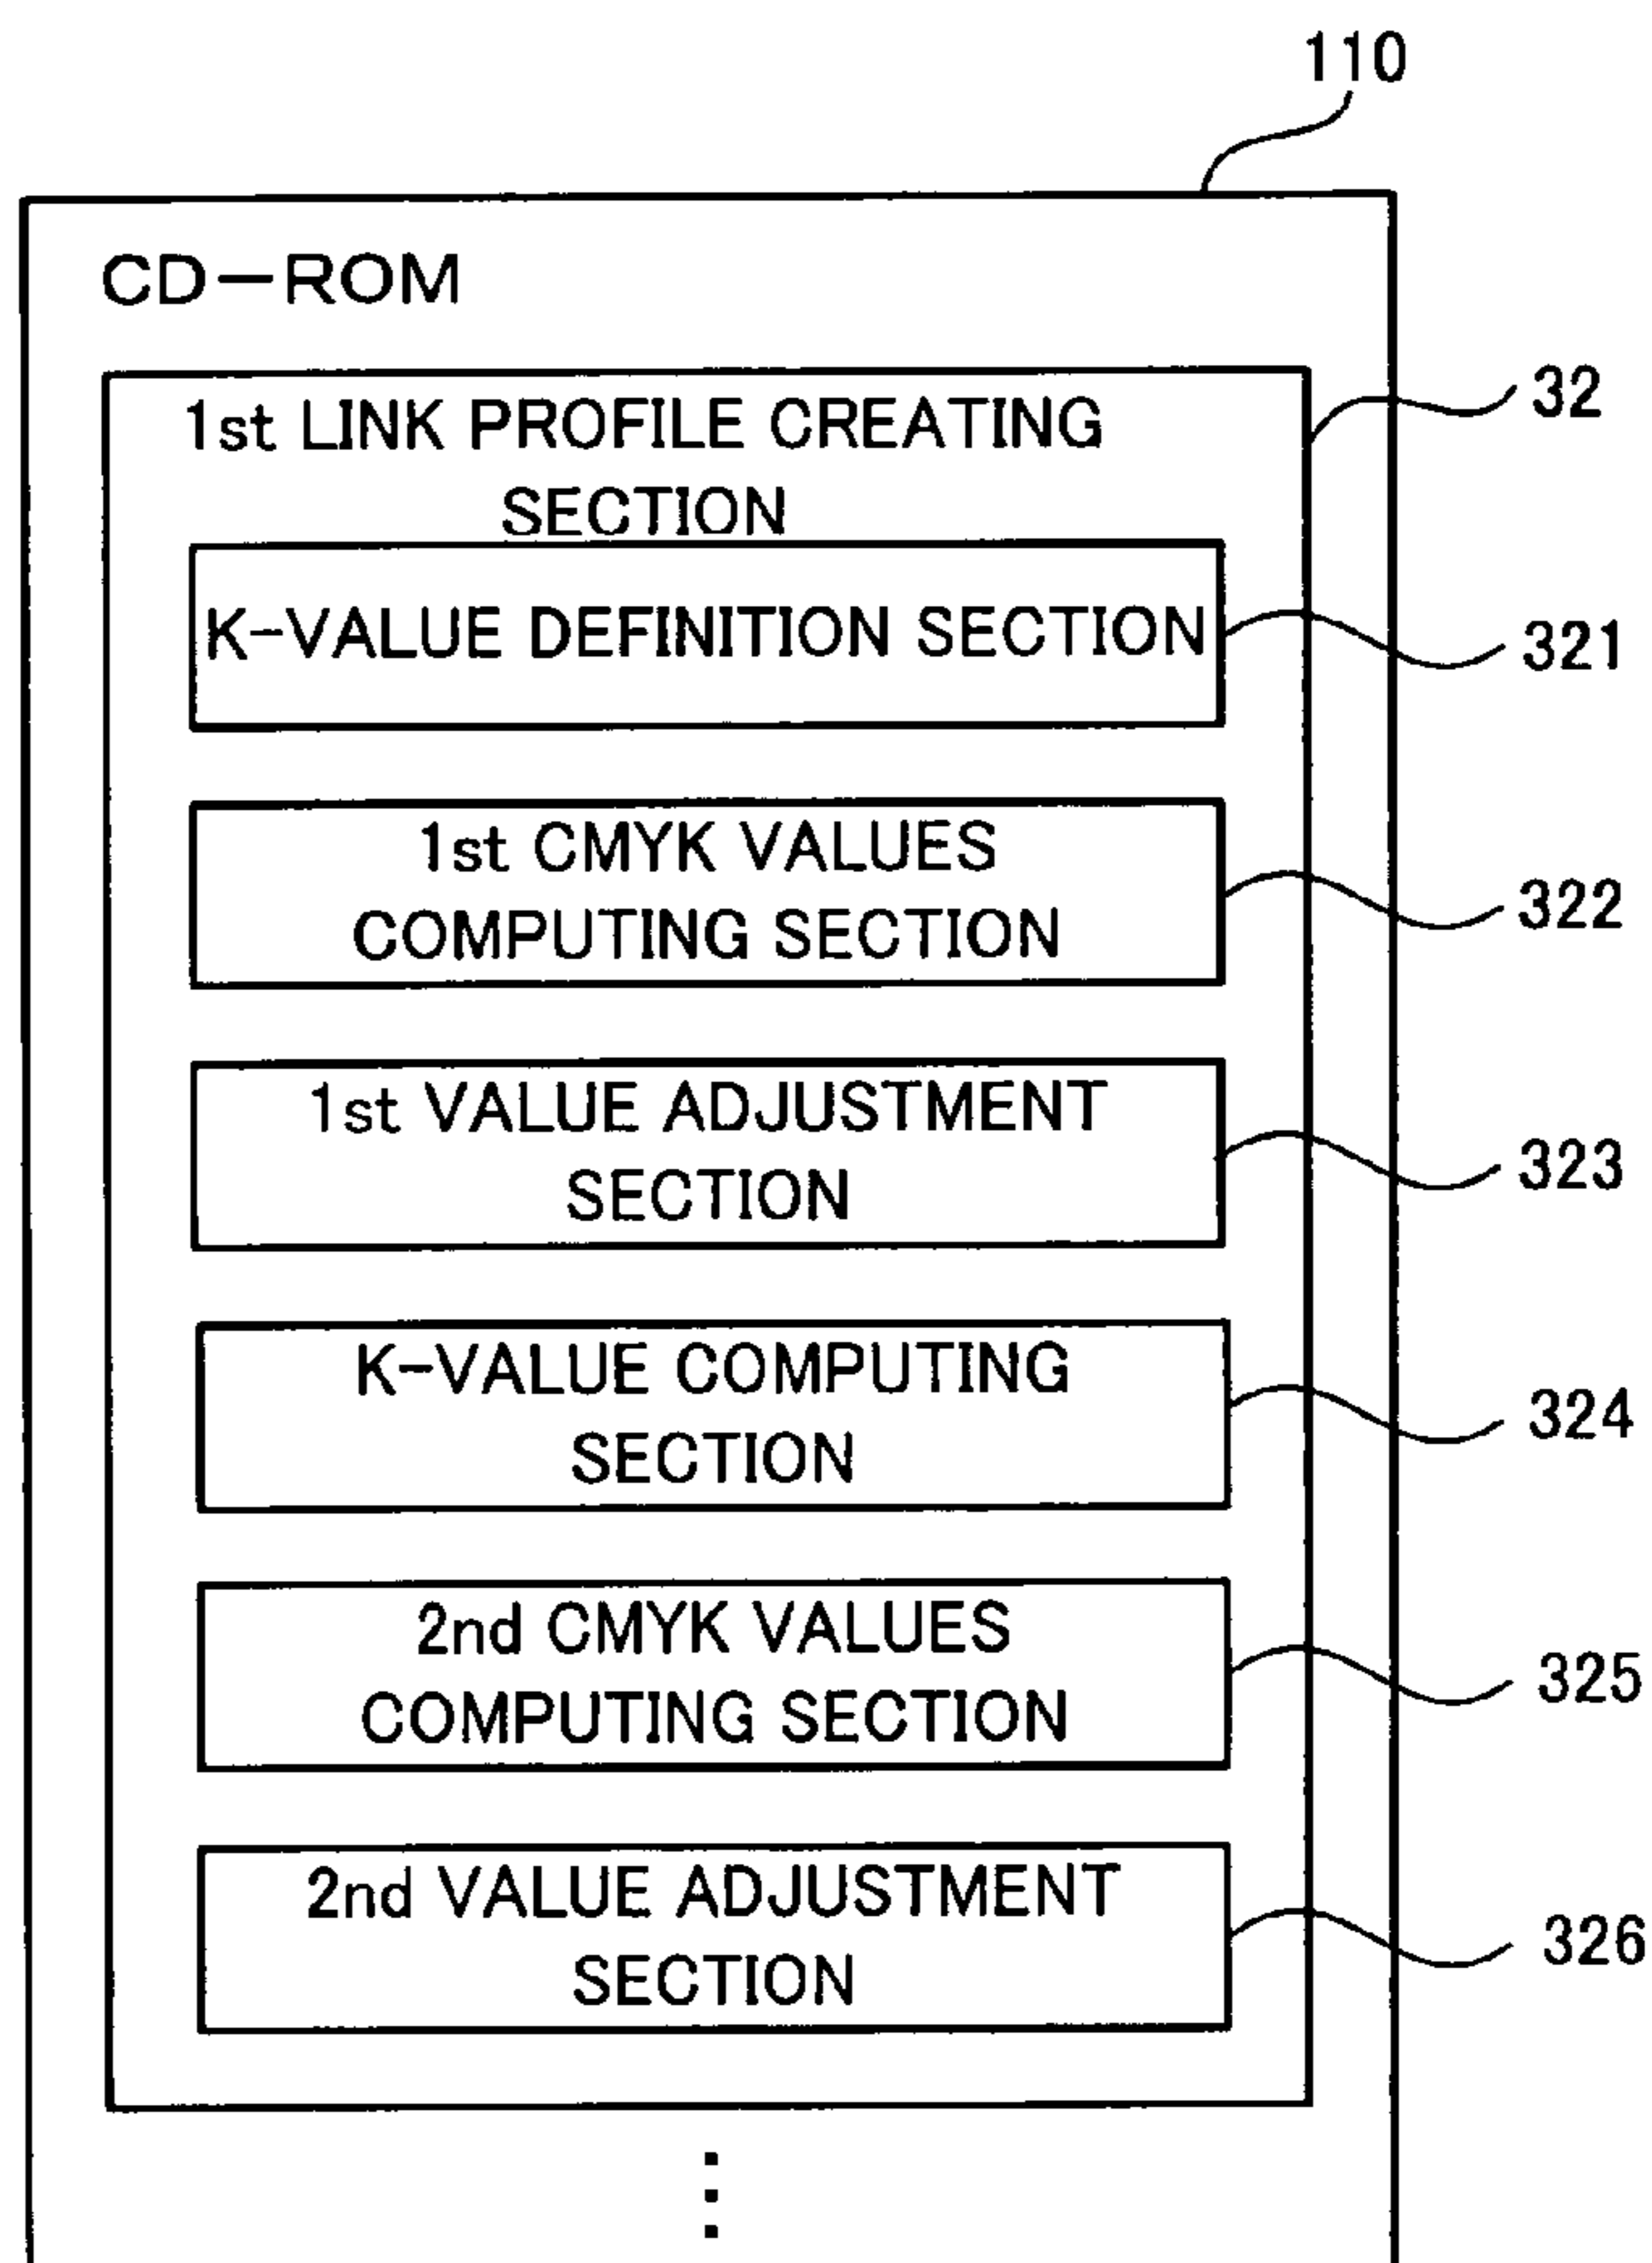 110
CD-ROM
32
1st LINK PROFILE CREATING
SECTION
K-VALUE DEFINITION SECTION
321
1st CMYK VALUES
COMPUTING SECTION
322
1st VALUE ADJUSTMENT
SECTION
323
K-VALUE COMPUTING
SECTION
324
2nd CMYK VALUES
COMPUTING SECTION
325
2nd VALUE ADJUSTMENT
SECTION
326